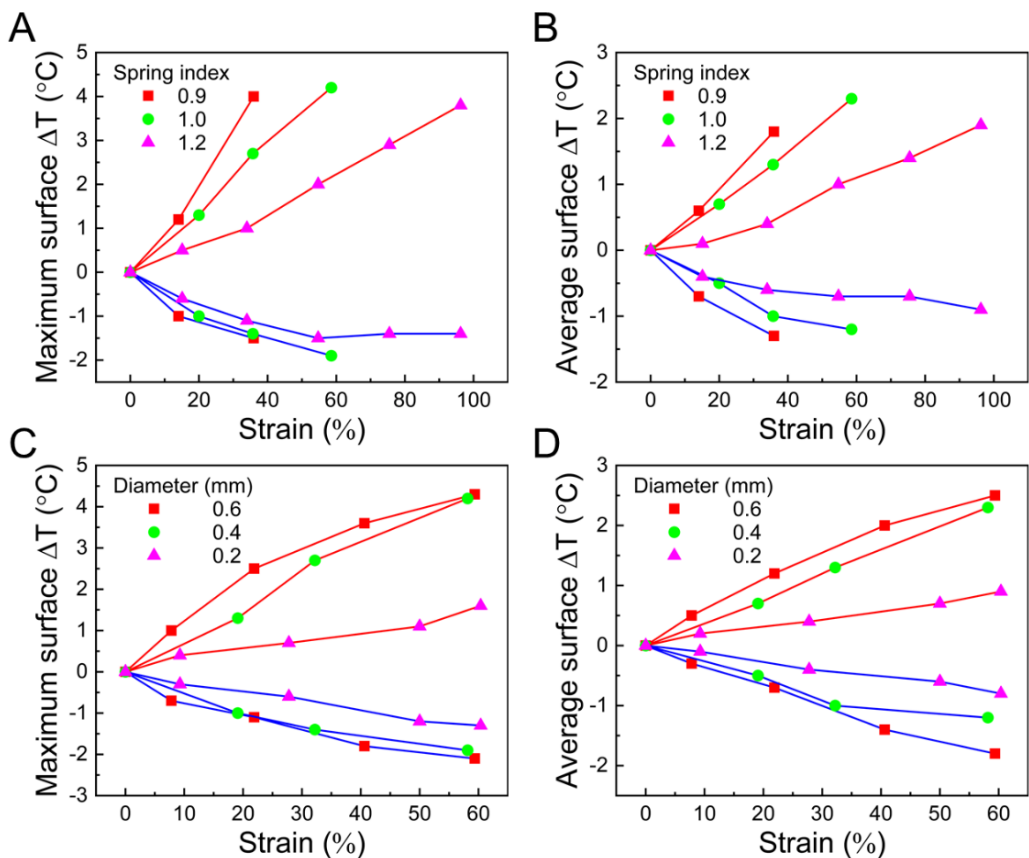 A
Maximum surface ΔT (°C)
5
4
3
2
1
0
-1
-2
Spring index
0.9
1.0
1.2
0 20 40 60 80 100
Strain (%)
B
Average surface ΔT (°C)
3
2
1
0
-1
-2
Spring index
0.9
1.0
1.2
0 20 40 60 80 100
Strain (%)
C
Maximum surface ΔT (°C)
5
4
3
2
1
0
-1
-2
-3
Diameter (mm)
0.6
0.4
0.2
0 10 20 30 40 50 60
Strain (%)
D
Average surface ΔT (°C)
3
2
1
0
-1
-2
Diameter (mm)
0.6
0.4
0.2
0 10 20 30 40 50 60
Strain (%)